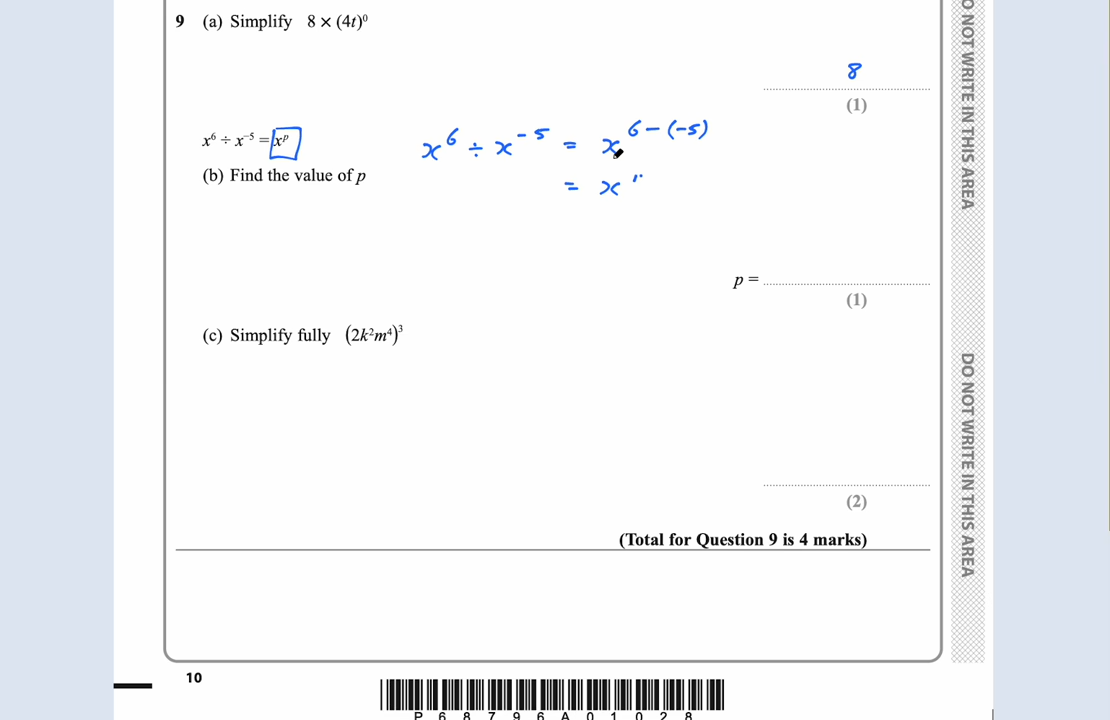 9 (a) Simplify 8 × (4t)⁰
8
(1)
x⁶ ÷ x⁻⁵ = xᵖ
x⁶ ÷ x⁻⁵ = x⁶⁻⁽⁻⁵⁾
(b) Find the value of p
= x¹¹
p =
(1)
(c) Simplify fully (2k²m⁴)³
(2)
(Total for Question 9 is 4 marks)
10
P 6 8 7 9 6 A 0 1 0 2 8
O NOT WRITE IN THIS AREA
DO NOT WRITE IN THIS AREA